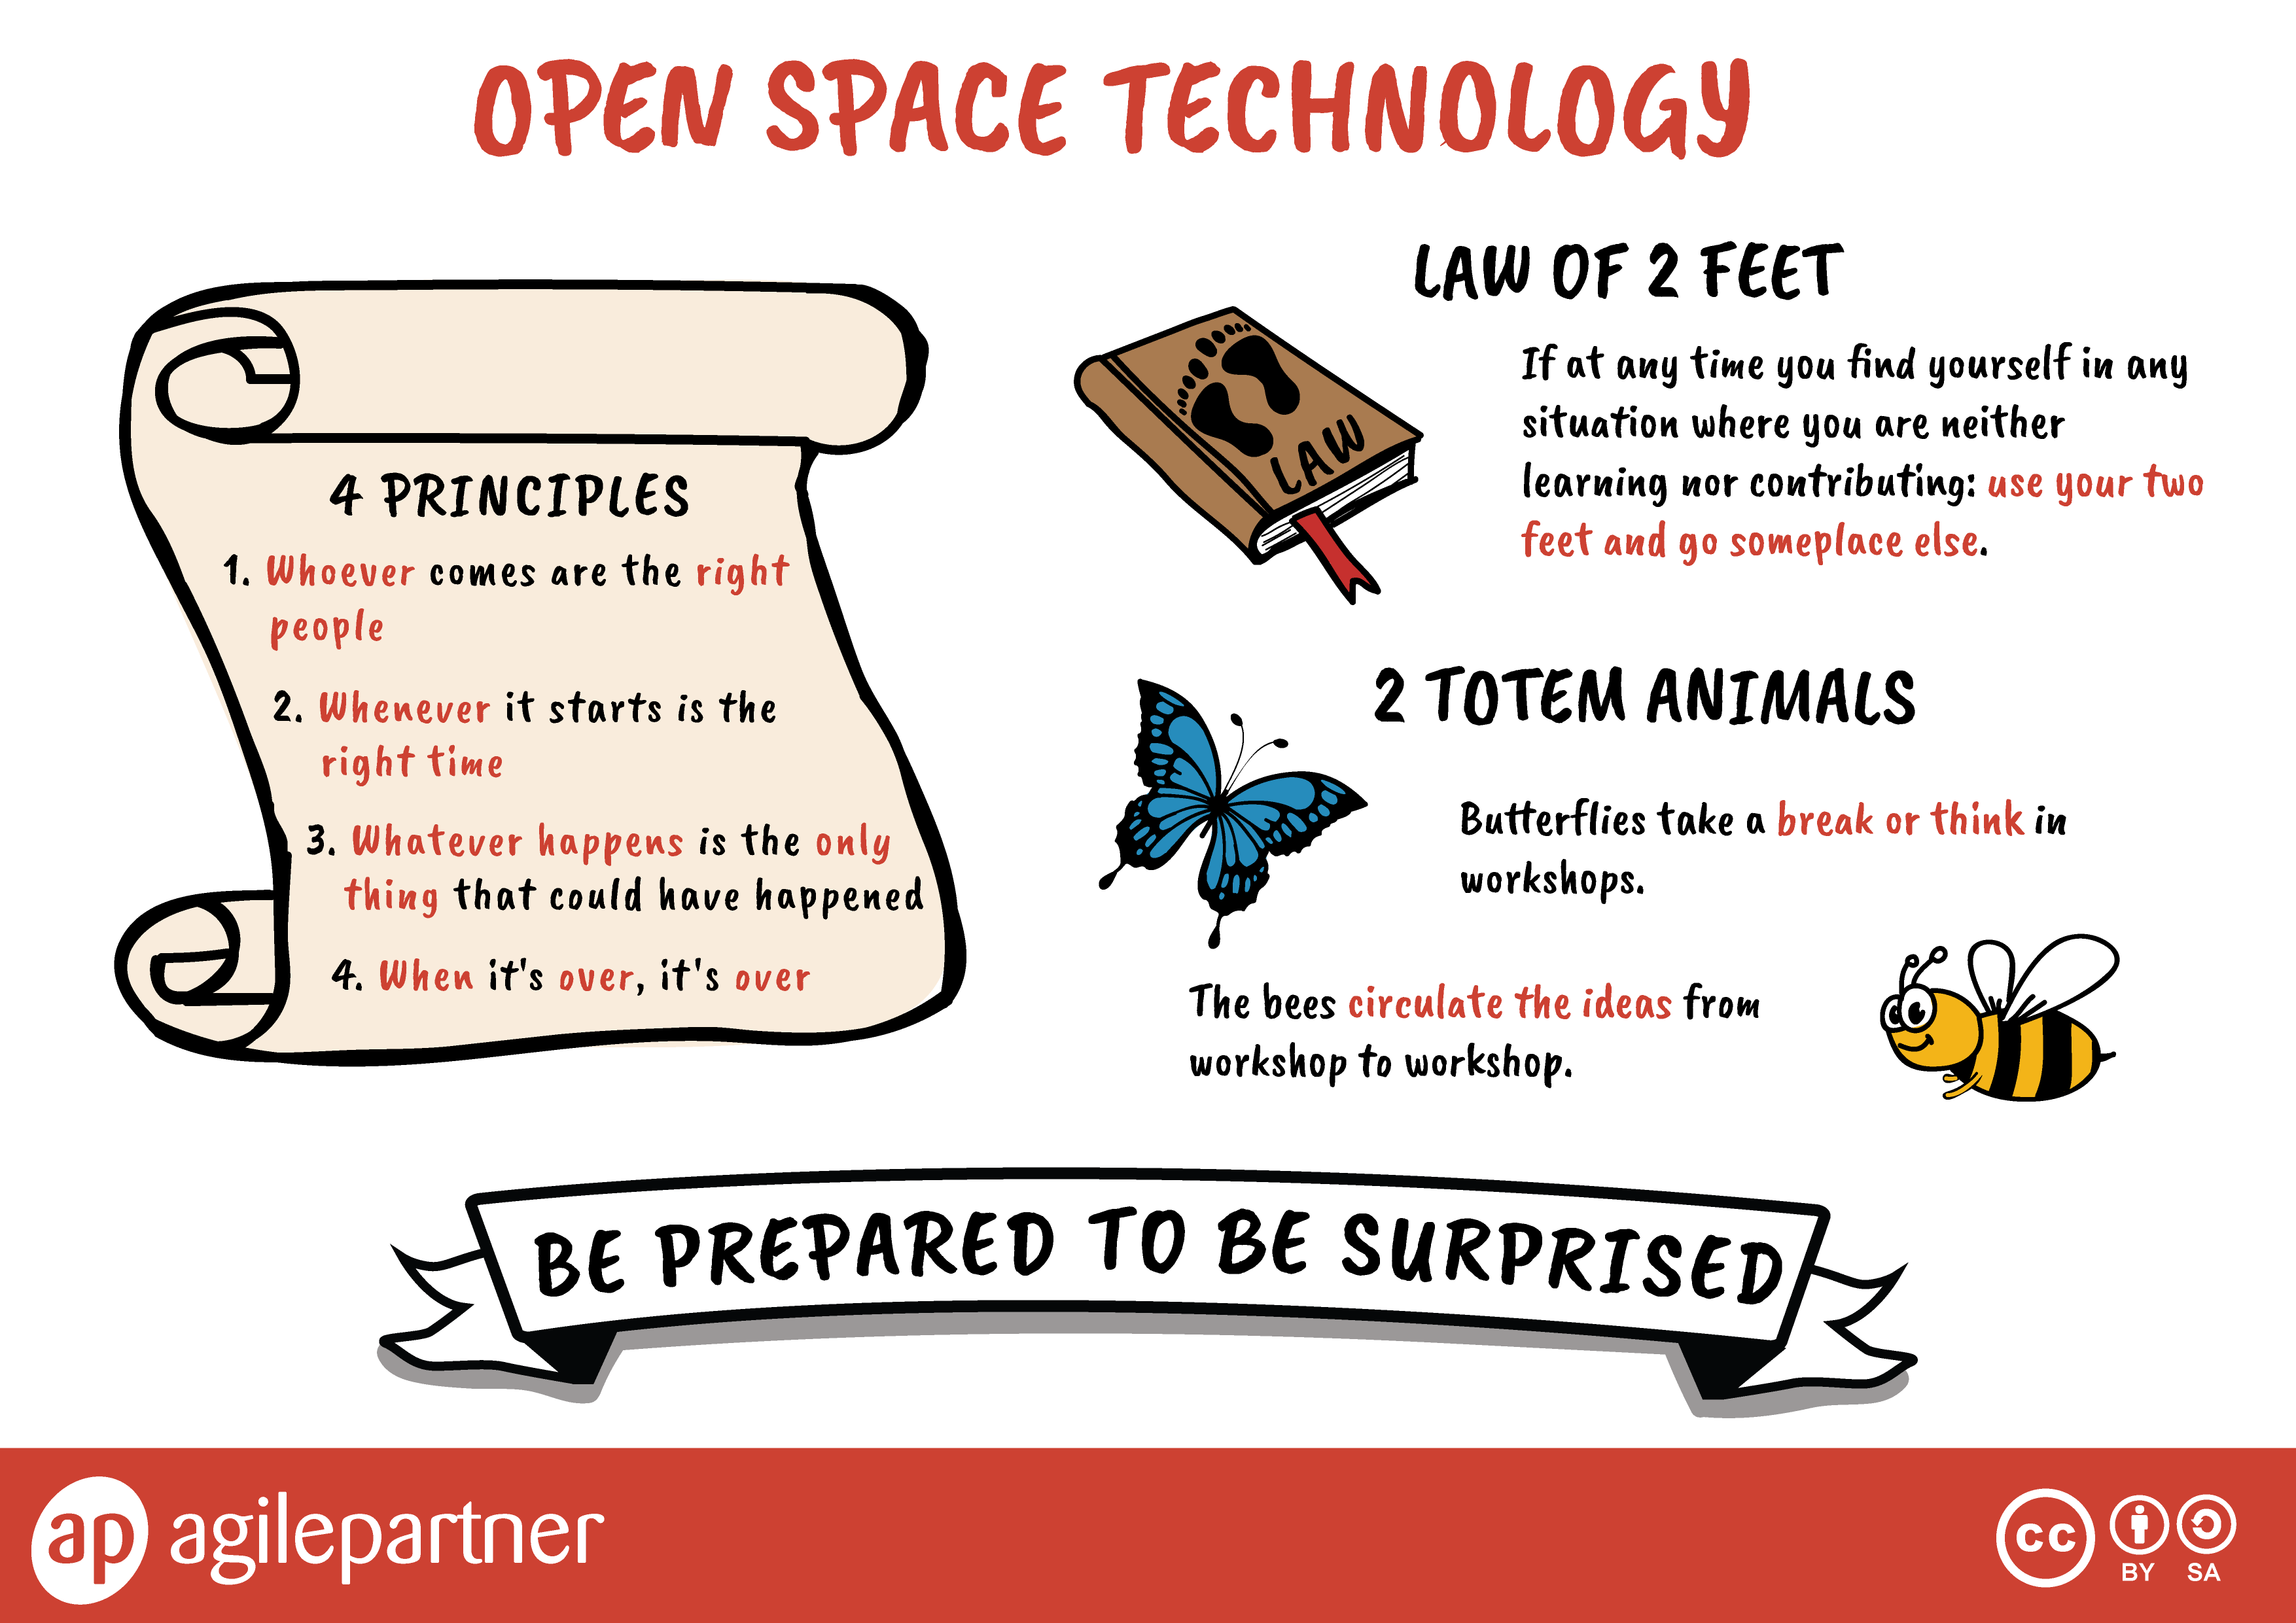 OPEN SPACE TECHNOLOGY
4 PRINCIPLES
1. Whoever comes are the right
people
2. Whenever it starts is the
right time
3. Whatever happens is the only
thing that could have happened
4. When it's over, it's over
LAW OF 2 FEET
LAW
If at any time you find yourself in any
situation where you are neither
learning nor contributing: use your two
feet and go someplace else.
2 TOTEM ANIMALS
Butterflies take a break or think in
workshops.
The bees circulate the ideas from
workshop to workshop.
BE PREPARED TO BE SURPRISED
ap agilepartner
cc
BY SA